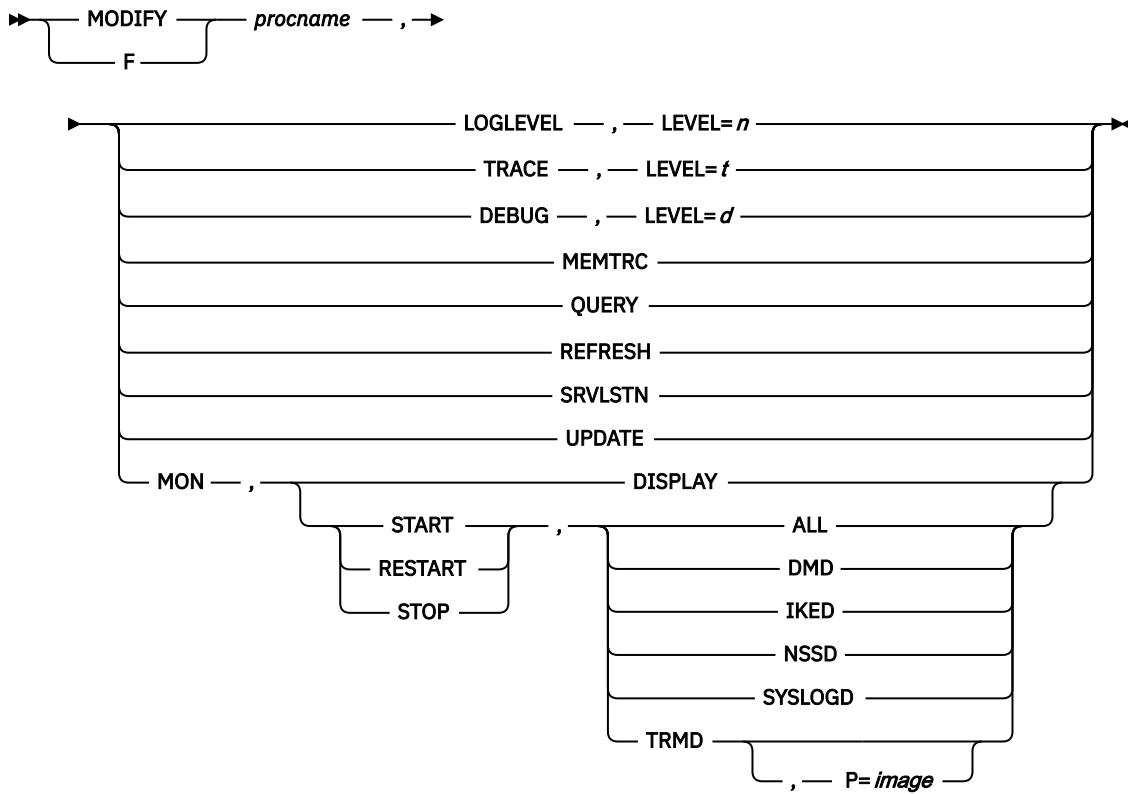 MODIFY procname ,
F
LOGLEVEL , LEVEL=n
TRACE , LEVEL=t
DEBUG , LEVEL=d
MEMTRC
QUERY
REFRESH
SRVLSTN
UPDATE
MON , DISPLAY
START , ALL
RESTART DMD
STOP IKED
NSSD
SYSLOGD
TRMD
, P=image